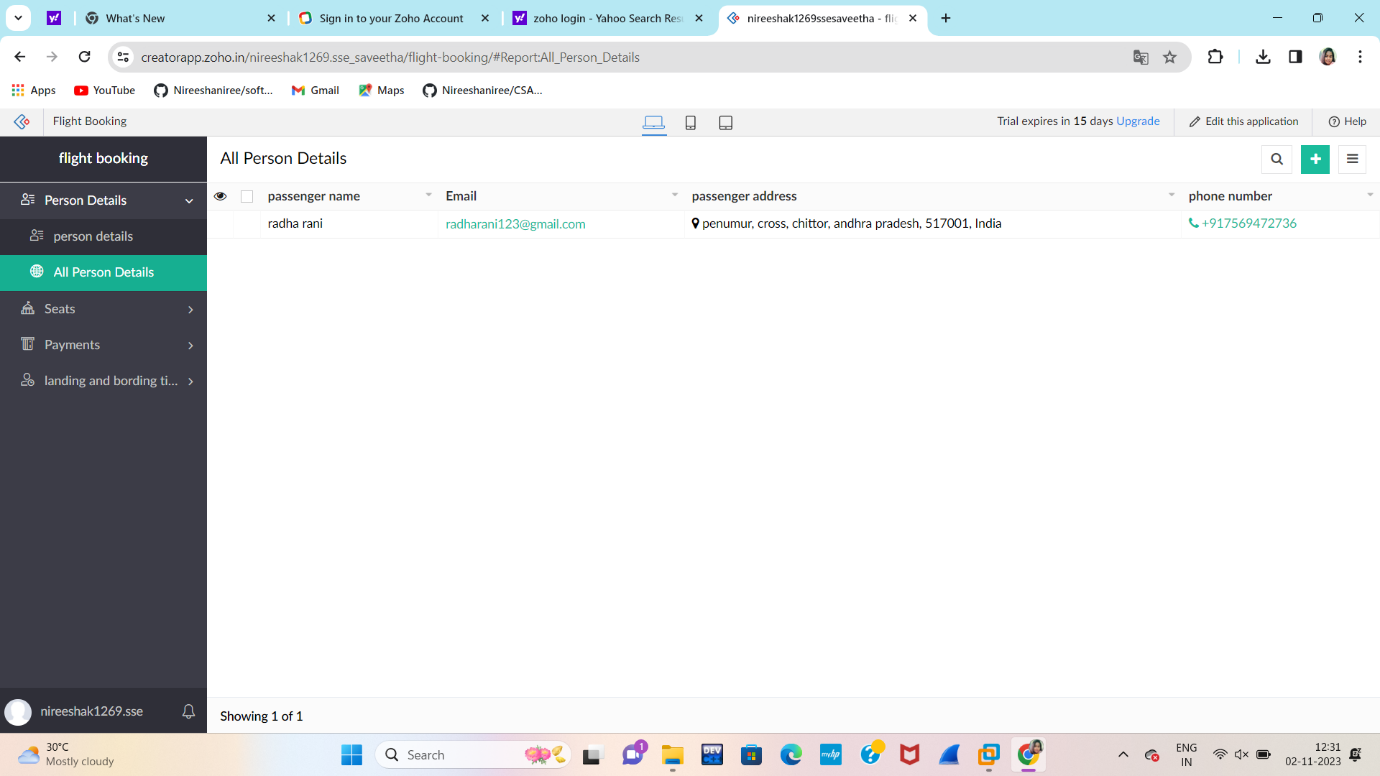 What's New
Sign in to your Zoho Account
zoho login - Yahoo Search Res
nireeshak1269ssesaveetha - flig
creatorapp.zoho.in/nireeshak1269.sse_saveetha/flight-booking/#Report:All_Person_Details
Apps
YouTube
Nireeshaniree/soft...
Gmail
Maps
Nireeshaniree/CSA...
Flight Booking
Trial expires in 15 days Upgrade
Edit this application
Help
flight booking
All Person Details
Person Details
person details
All Person Details
Seats
Payments
landing and bording ti...
passenger name
Email
passenger address
phone number
radha rani
radharani123@gmail.com
penumur, cross, chittor, andhra pradesh, 517001, India
+917569472736
nireeshak1269.sse
Showing 1 of 1
30°C
Mostly cloudy
Search
1
DEV
myhp
ENG
IN
12:31
02-11-2023